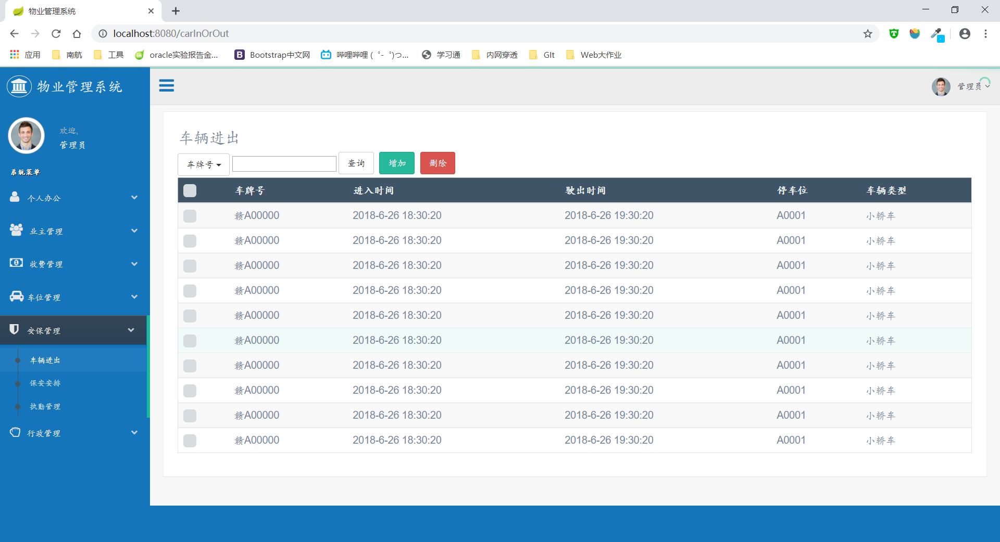 物业管理系统
localhost:8080/carInOrOut
应用 南航 工具 oracle实验报告金... Bootstrap中文网 哔哩哔哩 ( ゜- ゜)つ... 学习通 内网穿透 GIt Web大作业
物业管理系统
管理员
欢迎,
管理员
系统菜单
个人办公
业主管理
收费管理
车位管理
安保管理
车辆进出
保安安排
执勤管理
行政管理
车辆进出
车牌号 查询 增加 删除
车牌号 进入时间 驶出时间 停车位 车辆类型
赣A00000 2018-6-26 18:30:20 2018-6-26 19:30:20 A0001 小轿车
赣A00000 2018-6-26 18:30:20 2018-6-26 19:30:20 A0001 小轿车
赣A00000 2018-6-26 18:30:20 2018-6-26 19:30:20 A0001 小轿车
赣A00000 2018-6-26 18:30:20 2018-6-26 19:30:20 A0001 小轿车
赣A00000 2018-6-26 18:30:20 2018-6-26 19:30:20 A0001 小轿车
赣A00000 2018-6-26 18:30:20 2018-6-26 19:30:20 A0001 小轿车
赣A00000 2018-6-26 18:30:20 2018-6-26 19:30:20 A0001 小轿车
赣A00000 2018-6-26 18:30:20 2018-6-26 19:30:20 A0001 小轿车
赣A00000 2018-6-26 18:30:20 2018-6-26 19:30:20 A0001 小轿车
赣A00000 2018-6-26 18:30:20 2018-6-26 19:30:20 A0001 小轿车